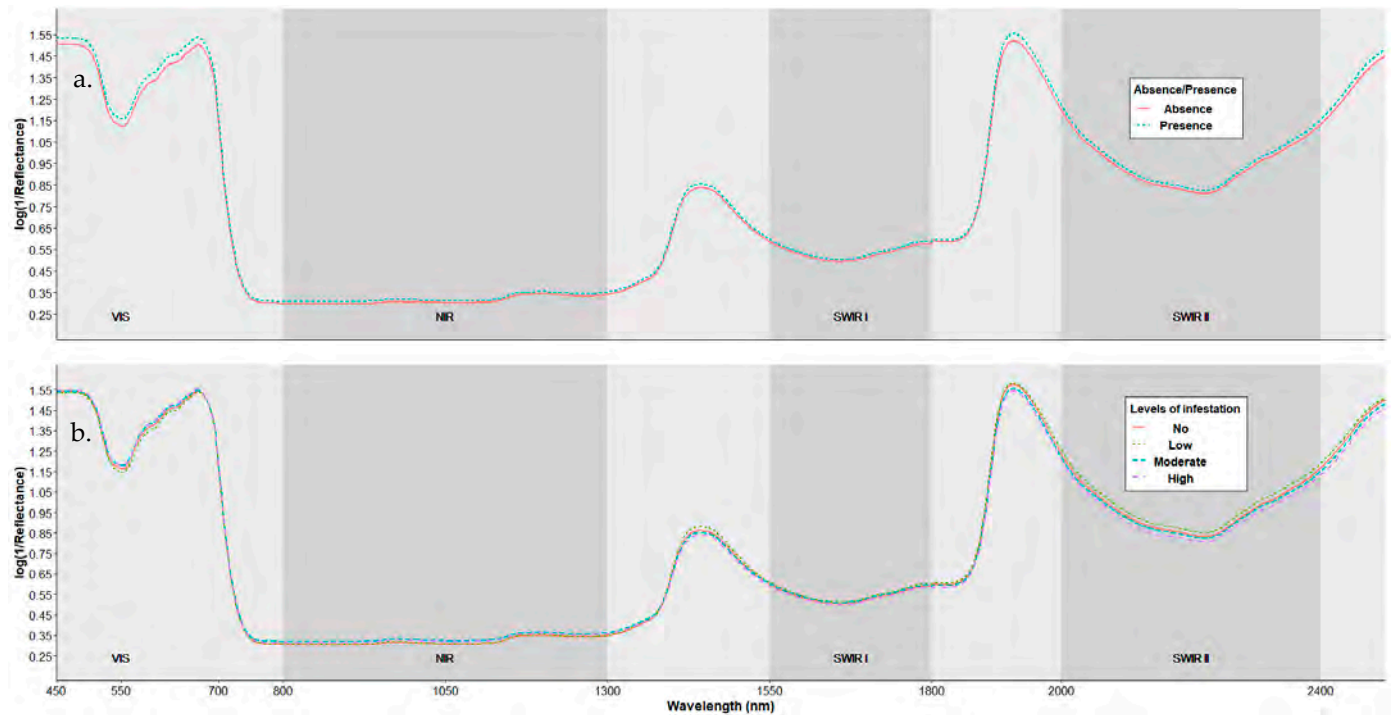 a.
log(1/Reflectance)
1.55
1.45
1.35
1.25
1.15
1.05
0.95
0.85
0.75
0.65
0.55
0.45
0.35
0.25
Absence/Presence
Absence
Presence
VIS
NIR
SWIR I
SWIR II
b.
log(1/Reflectance)
1.55
1.45
1.35
1.25
1.15
1.05
0.95
0.85
0.75
0.65
0.55
0.45
0.35
0.25
Levels of infestation
No
Low
Moderate
High
VIS
NIR
SWIR I
SWIR II
450 550 700 800 1050 1300 1550 1800 2000 2400
Wavelength (nm)